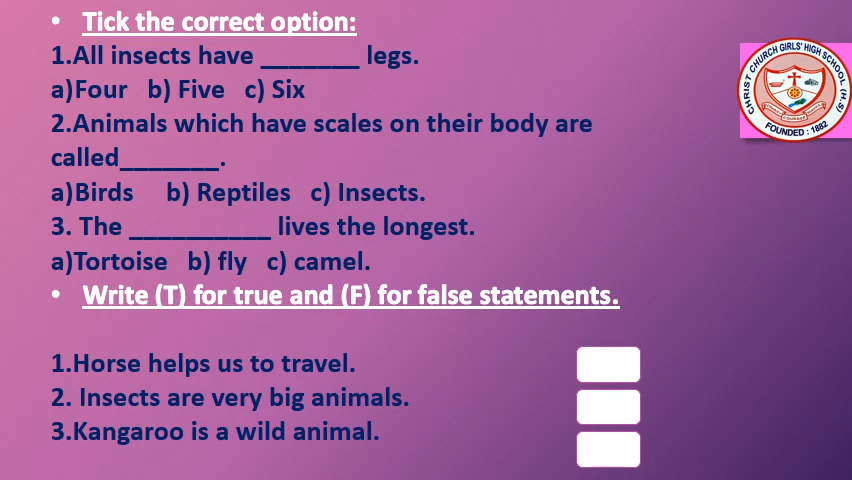 • Tick the correct option:
1.All insects have _______ legs.
a)Four b) Five c) Six
2.Animals which have scales on their body are
called_______.
a)Birds b) Reptiles c) Insects.
3. The __________ lives the longest.
a)Tortoise b) fly c) camel.
• Write (T) for true and (F) for false statements.
1.Horse helps us to travel.
2. Insects are very big animals.
3.Kangaroo is a wild animal.
CHRIST CHURCH GIRLS' HIGH SCHOOL (H.S)
FOUNDED : 1882